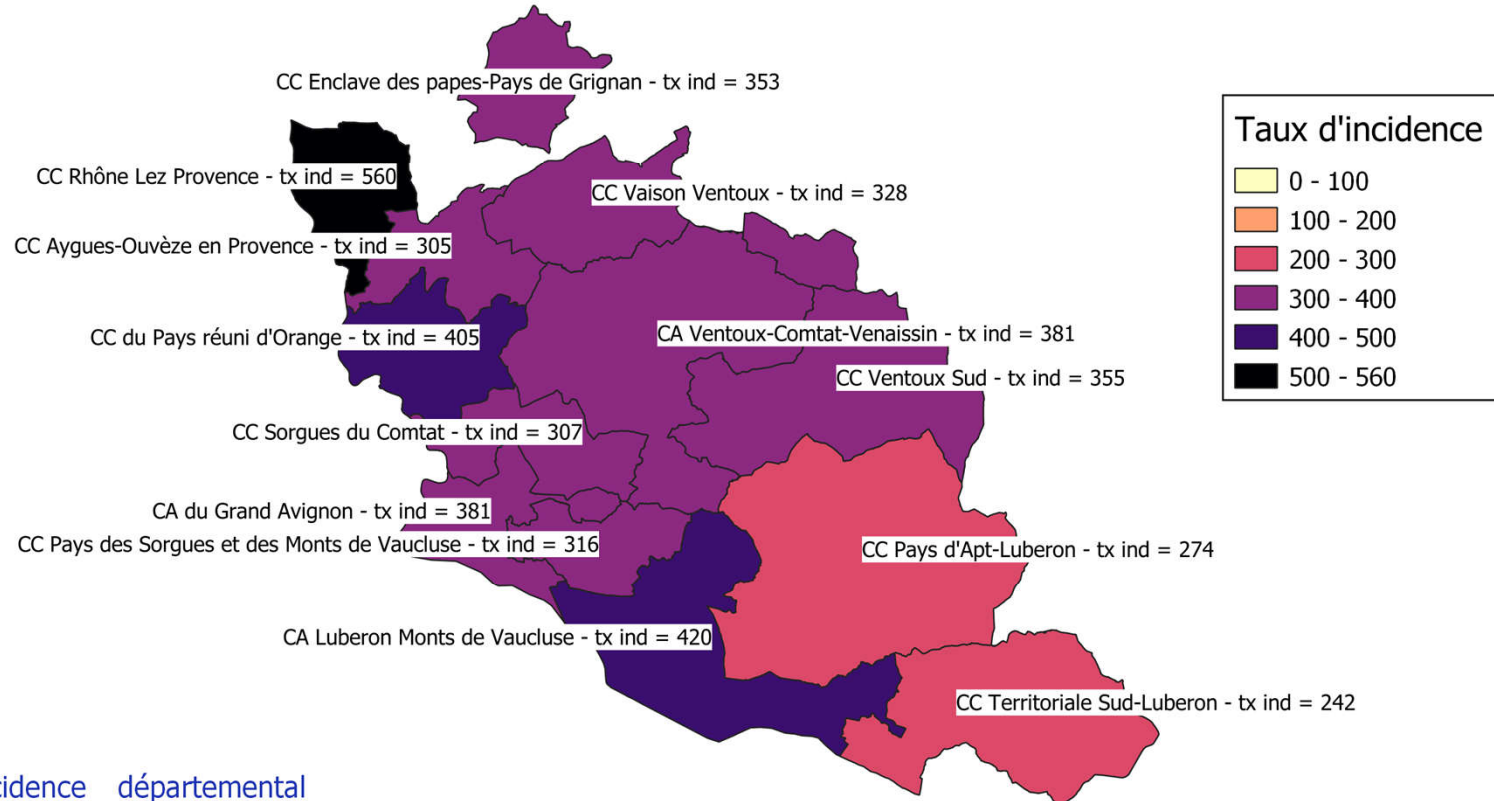 CC Enclave des papes-Pays de Grignan - tx ind = 353
CC Rhône Lez Provence - tx ind = 560
CC Vaison Ventoux - tx ind = 328
CC Aygues-Ouvèze en Provence - tx ind = 305
CC du Pays réuni d'Orange - tx ind = 405
CA Ventoux-Comtat-Venaissin - tx ind = 381
CC Ventoux Sud - tx ind = 355
CC Sorgues du Comtat - tx ind = 307
CA du Grand Avignon - tx ind = 381
CC Pays des Sorgues et des Monts de Vaucluse - tx ind = 316
CC Pays d'Apt-Luberon - tx ind = 274
CA Luberon Monts de Vaucluse - tx ind = 420
CC Territoriale Sud-Luberon - tx ind = 242
Taux d'incidence
0 - 100
100 - 200
200 - 300
300 - 400
400 - 500
500 - 560
cidence départemental